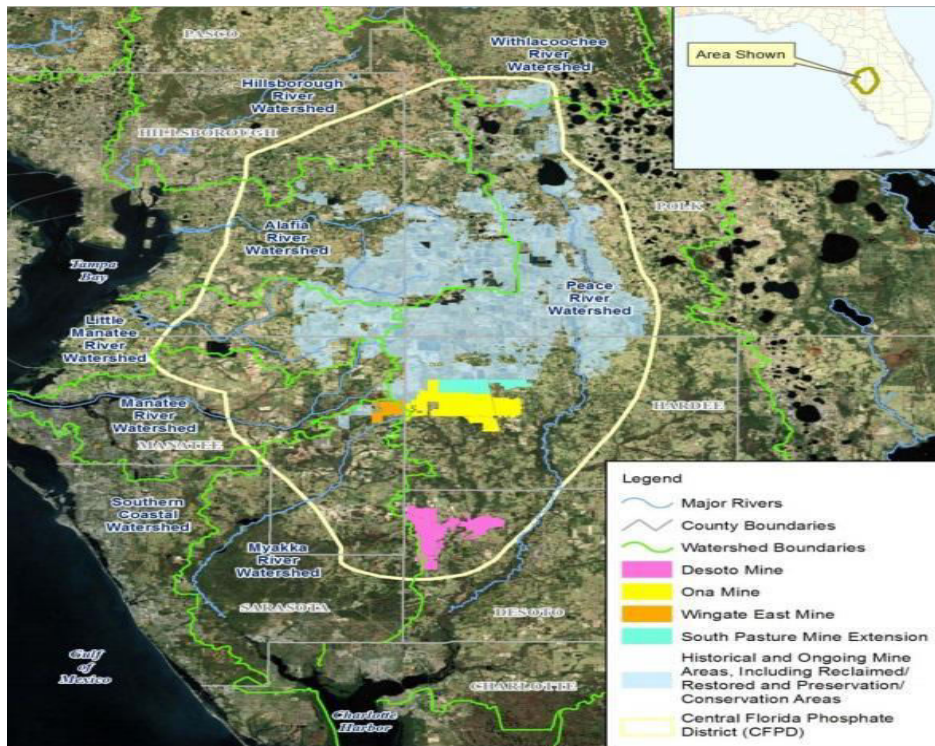 PASCO
Withlacoochee
River
Watershed
Area Shown
Hillsborough
River
Watershed
HILLSBOROUGH
POLK
Alafia
River
Watershed
Tampa
Bay
Peace
River
Watershed
Little
Manatee
River
Watershed
Manatee
River
Watershed
MANATEE
HARDEE
Southern
Coastal
Watershed
Myakka
River
Watershed
SARASOTA
DESOTO
Gulf
of
Mexico
CHARLOTTE
Charlotte
Harbor
Legend
Major Rivers
County Boundaries
Watershed Boundaries
Desoto Mine
Ona Mine
Wingate East Mine
South Pasture Mine Extension
Historical and Ongoing Mine
Areas, Including Reclaimed/
Restored and Preservation/
Conservation Areas
Central Florida Phosphate
District (CFPD)